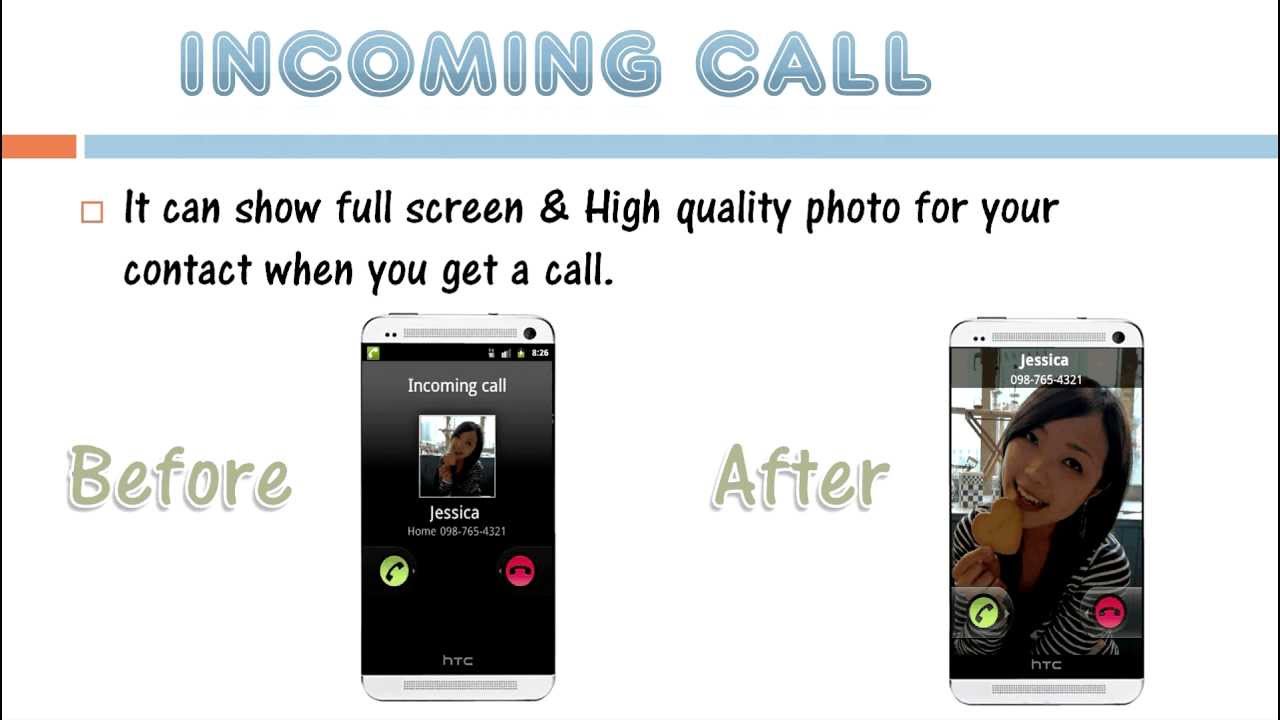 INCOMING CALL
It can show full screen & High quality photo for your
contact when you get a call.
Before
8:26
Incoming call
Jessica
Home 098-765-4321
hTC
After
Jessica
098-765-4321
hTC